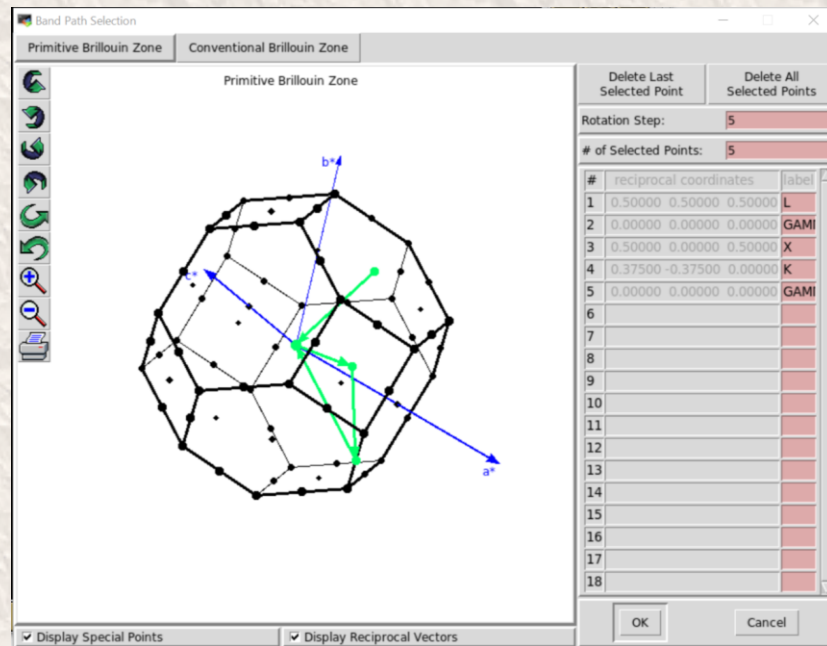 Band Path Selection
Primitive Brillouin Zone
Conventional Brillouin Zone
Primitive Brillouin Zone
Delete Last Selected Point
Delete All Selected Points
Rotation Step: 5
# of Selected Points: 5
# reciprocal coordinates label
1 0.50000 0.50000 0.50000 L
2 0.00000 0.00000 0.00000 GAM
3 0.50000 0.00000 0.50000 X
4 0.37500 -0.37500 0.00000 K
5 0.00000 0.00000 0.00000 GAM
6
7
8
9
10
11
12
13
14
15
16
17
18
b*
c*
a*
Display Special Points
Display Reciprocal Vectors
OK
Cancel